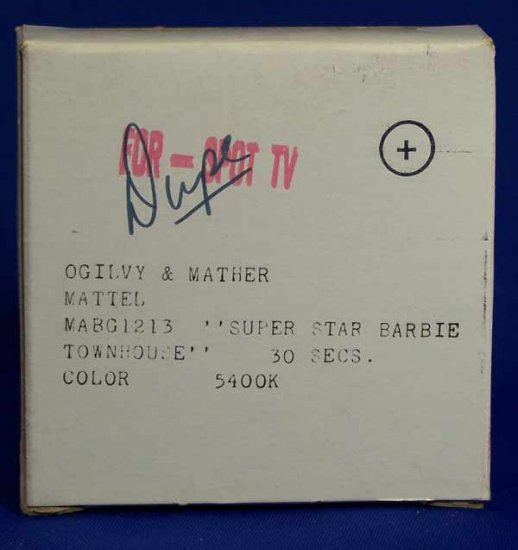 FOR - SPOT TV
Dupe
+
OGILVY & MATHER
MATTEL
MABG1213 ''SUPER STAR BARBIE
TOWNHOUSE'' 30 SECS.
COLOR 5400K